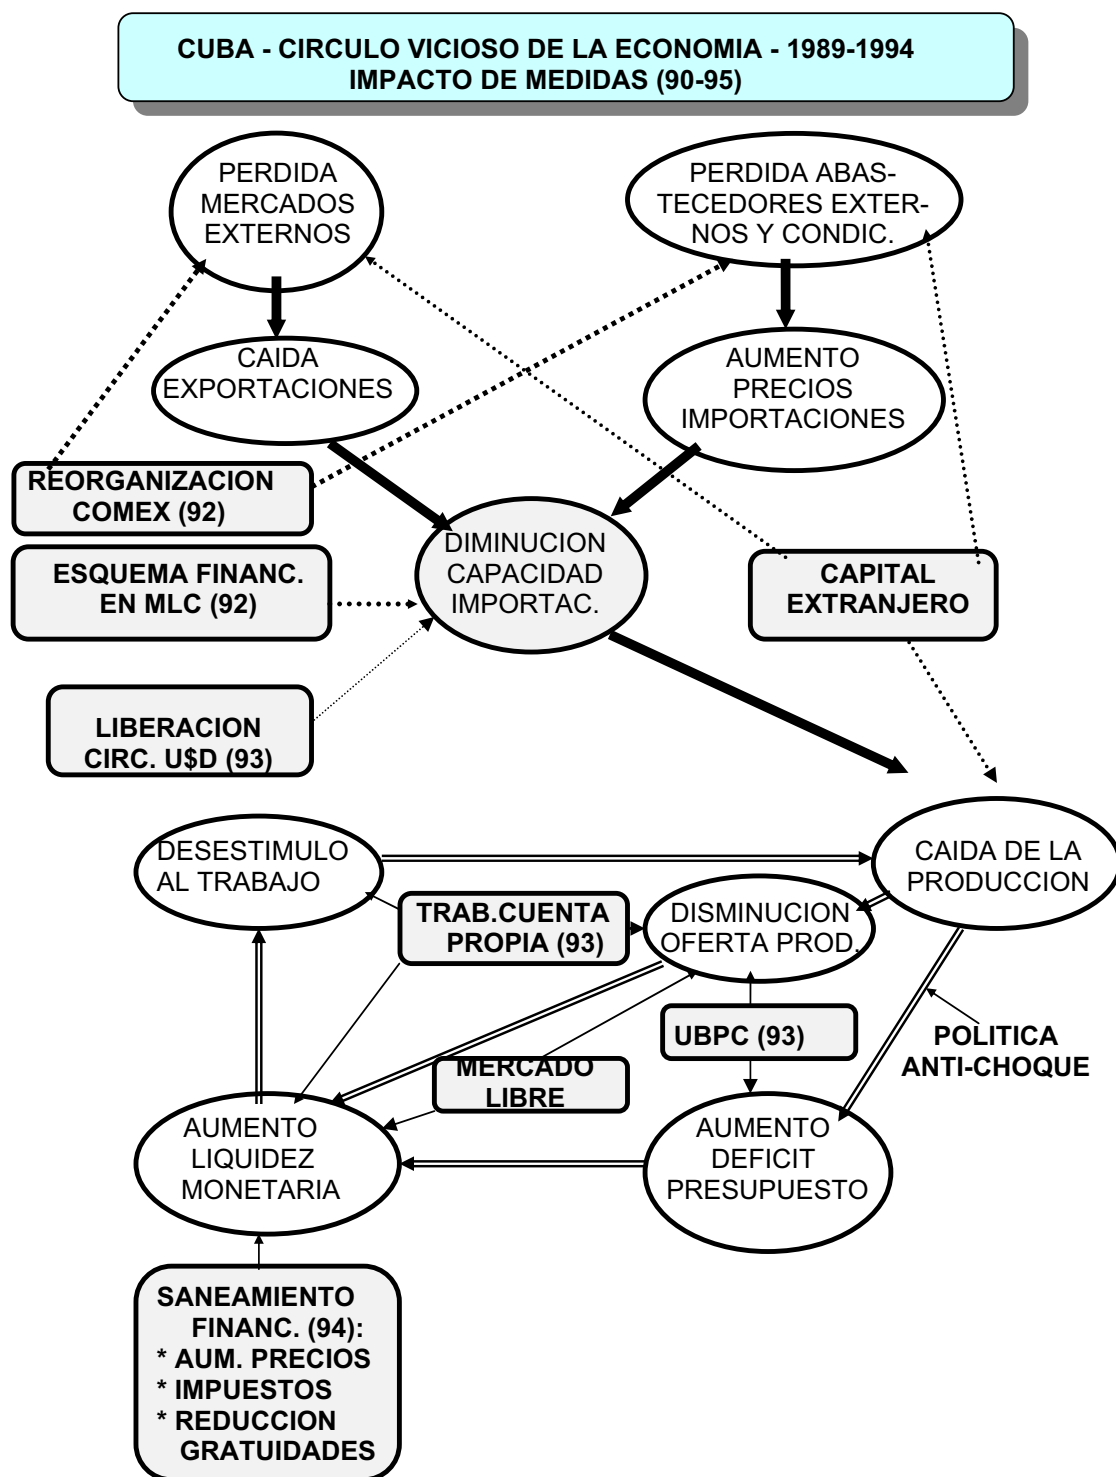 CUBA - CIRCULO VICIOSO DE LA ECONOMIA - 1989-1994
IMPACTO DE MEDIDAS (90-95)
PERDIDA
MERCADOS
EXTERNOS
PERDIDA ABAS-
TECEDORES EXTER-
NOS Y CONDIC.
CAIDA
EXPORTACIONES
AUMENTO
PRECIOS
IMPORTACIONES
REORGANIZACION
COMEX (92)
DIMINUCION
CAPACIDAD
IMPORTAC.
ESQUEMA FINANC.
EN MLC (92)
CAPITAL
EXTRANJERO
LIBERACION
CIRC. U$D (93)
DESESTIMULO
AL TRABAJO
CAIDA DE LA
PRODUCCION
TRAB.CUENTA
PROPIA (93)
DISMINUCION
OFERTA PROD.
UBPC (93)
POLITICA
ANTI-CHOQUE
MERCADO
LIBRE
AUMENTO
LIQUIDEZ
MONETARIA
AUMENTO
DEFICIT
PRESUPUESTO
SANEAMIENTO
FINANC. (94):
* AUM. PRECIOS
* IMPUESTOS
* REDUCCION
GRATUIDADES